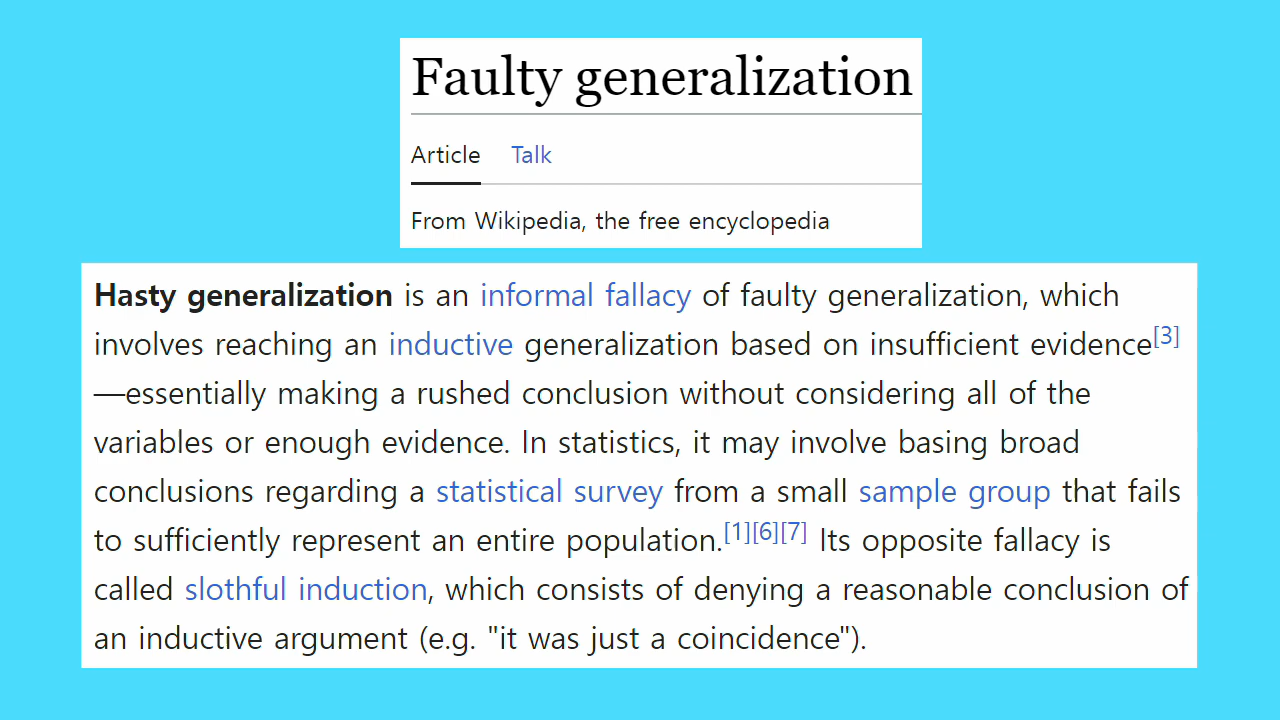 Faulty generalization
Article Talk
From Wikipedia, the free encyclopedia
Hasty generalization is an informal fallacy of faulty generalization, which
involves reaching an inductive generalization based on insufficient evidence[3]
—essentially making a rushed conclusion without considering all of the
variables or enough evidence. In statistics, it may involve basing broad
conclusions regarding a statistical survey from a small sample group that fails
to sufficiently represent an entire population.[1][6][7] Its opposite fallacy is
called slothful induction, which consists of denying a reasonable conclusion of
an inductive argument (e.g. "it was just a coincidence").